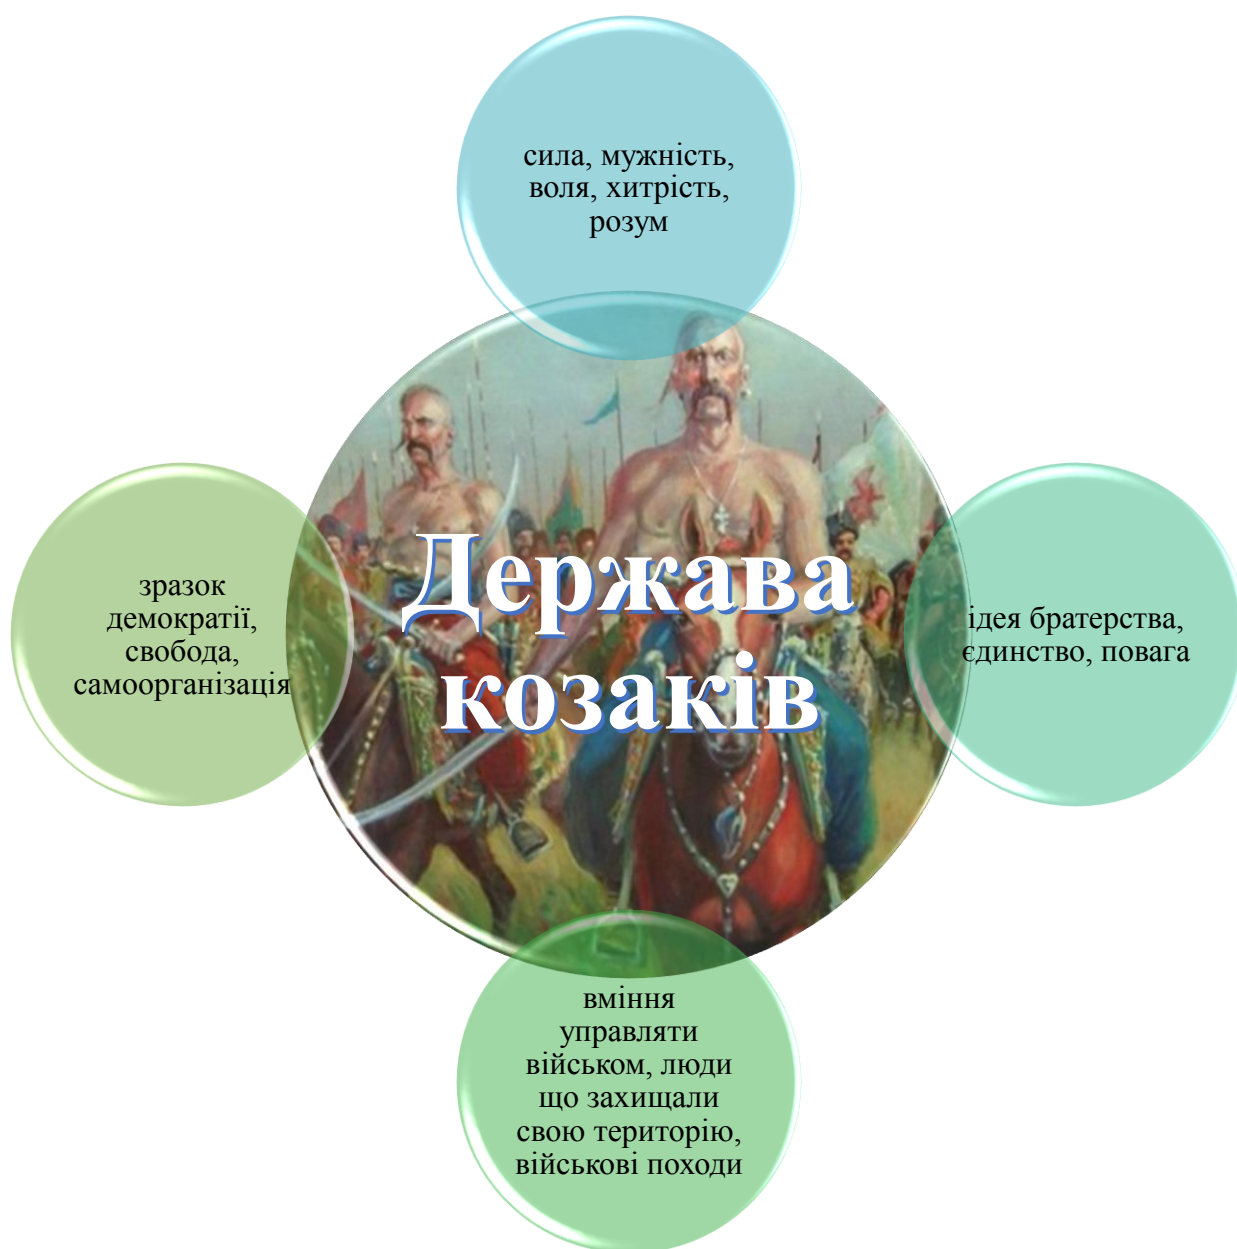 сила, мужність,
воля, хитрість,
розум
Держава
козаків
зразок
демократії,
свобода,
самоорганізація
ідея братерства,
єдинство, повага
вміння
управляти
військом, люди
що захищали
свою територію,
військові походи